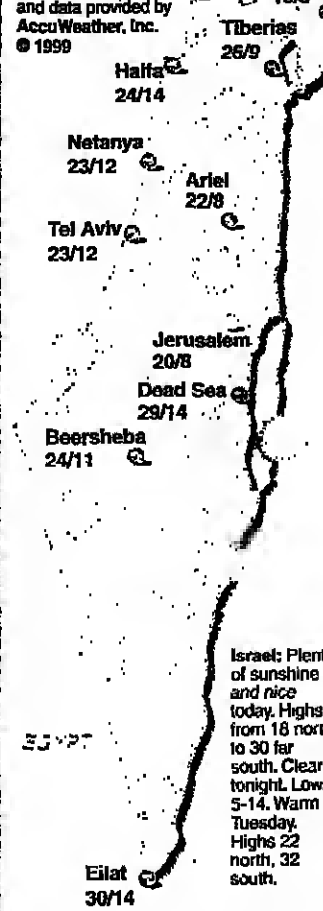 and data provided by
AccuWeather, Inc.
© 1999
Tiberias
26/9
Haifa
24/14
Netanya
23/12
Ariel
22/8
Tel Aviv
23/12
Jerusalem
20/8
Dead Sea
29/14
Beersheba
24/11
Israel: Plent
of sunshine
and nice
today. Highs
from 18 nort
to 30 far
south. Clear
tonight. Low
5-14. Warm
Tuesday.
Highs 22
north, 32
south.
EGYPT
Eilat
30/14